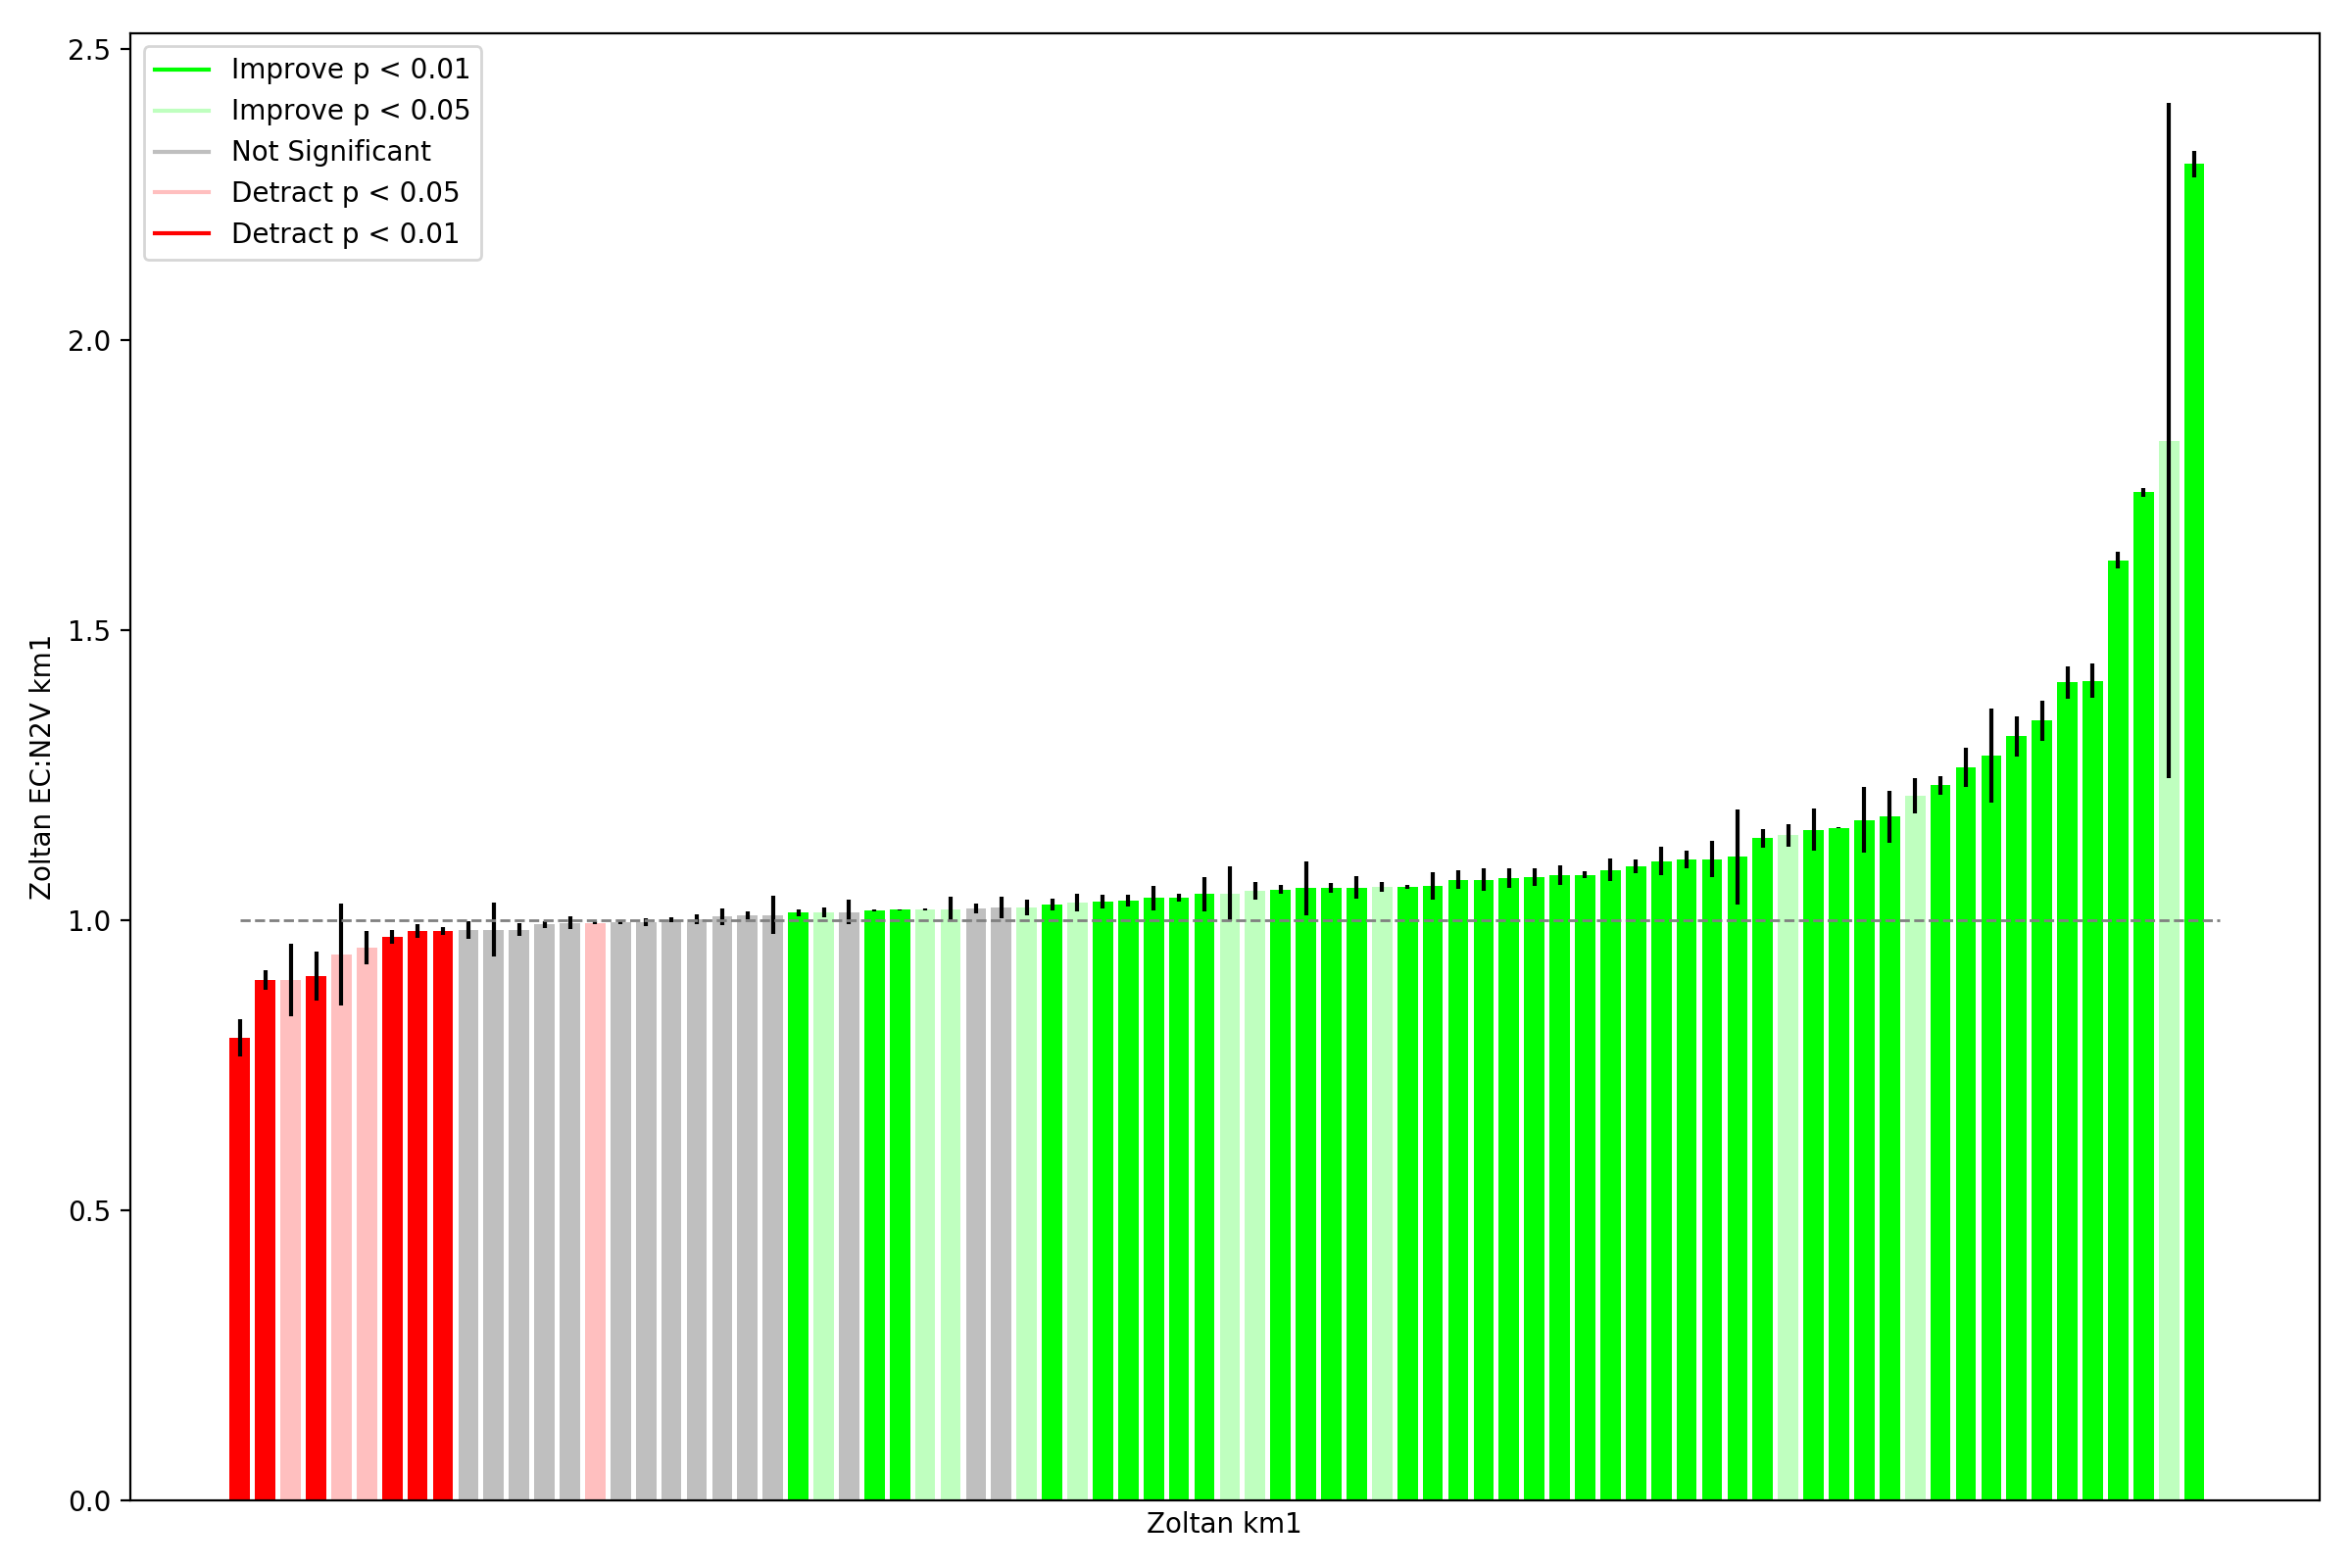 2.5
2.0
1.5
1.0
0.5
0.0
Zoltan EC:N2V km1
Improve p < 0.01
Improve p < 0.05
Not Significant
Detract p < 0.05
Detract p < 0.01
Zoltan km1